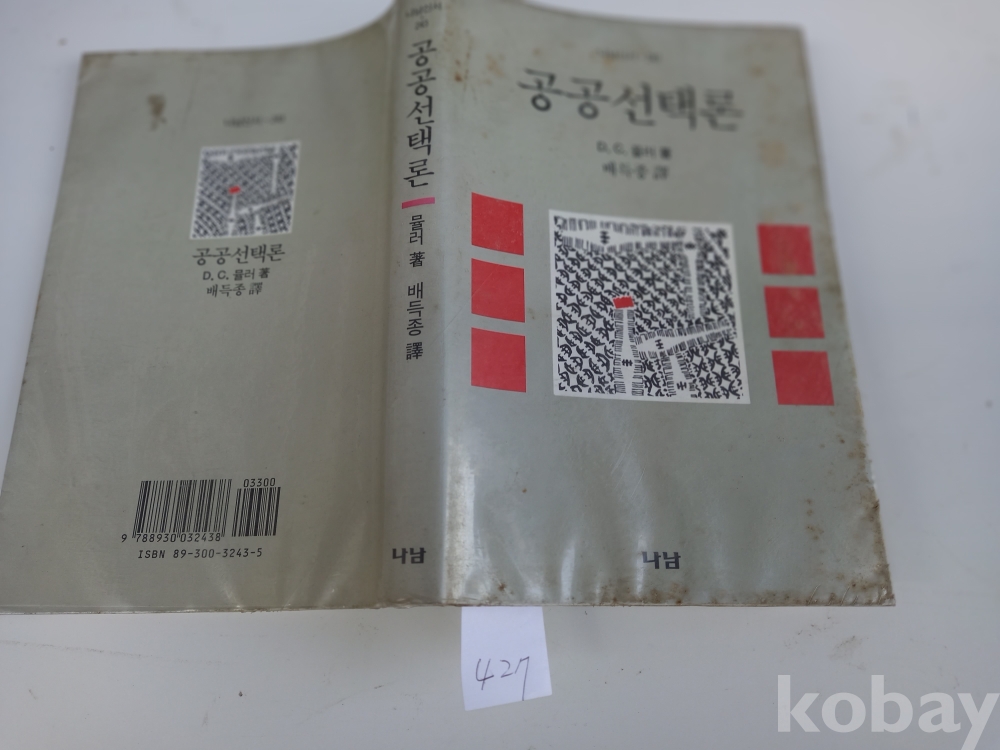 공공선택론
D. C. 뮬러 著
배득종 譯
03300
9 788930 032438
ISBN 89-300-3243-5
공공선택론
뮬러 著
배득종 譯
나남
공공선택론
D. C. 뮬러 著
배득종 譯
나남
427
kobay